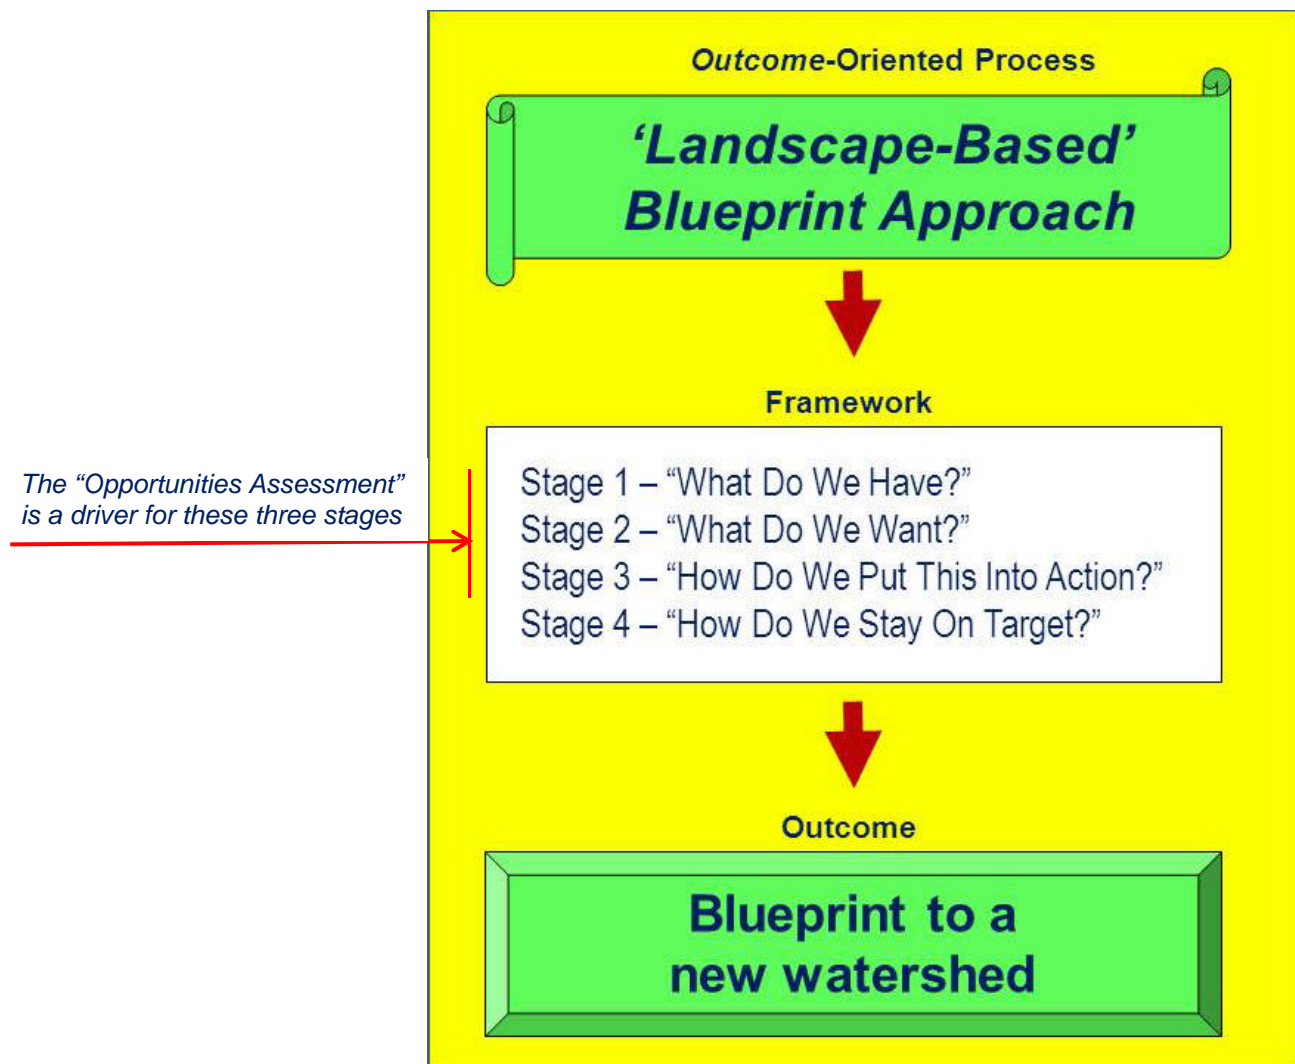 Outcome-Oriented Process
‘Landscape-Based’
Blueprint Approach
Framework
The “Opportunities Assessment”
is a driver for these three stages
Stage 1 – “What Do We Have?”
Stage 2 – “What Do We Want?”
Stage 3 – “How Do We Put This Into Action?”
Stage 4 – “How Do We Stay On Target?”
Outcome
Blueprint to a
new watershed